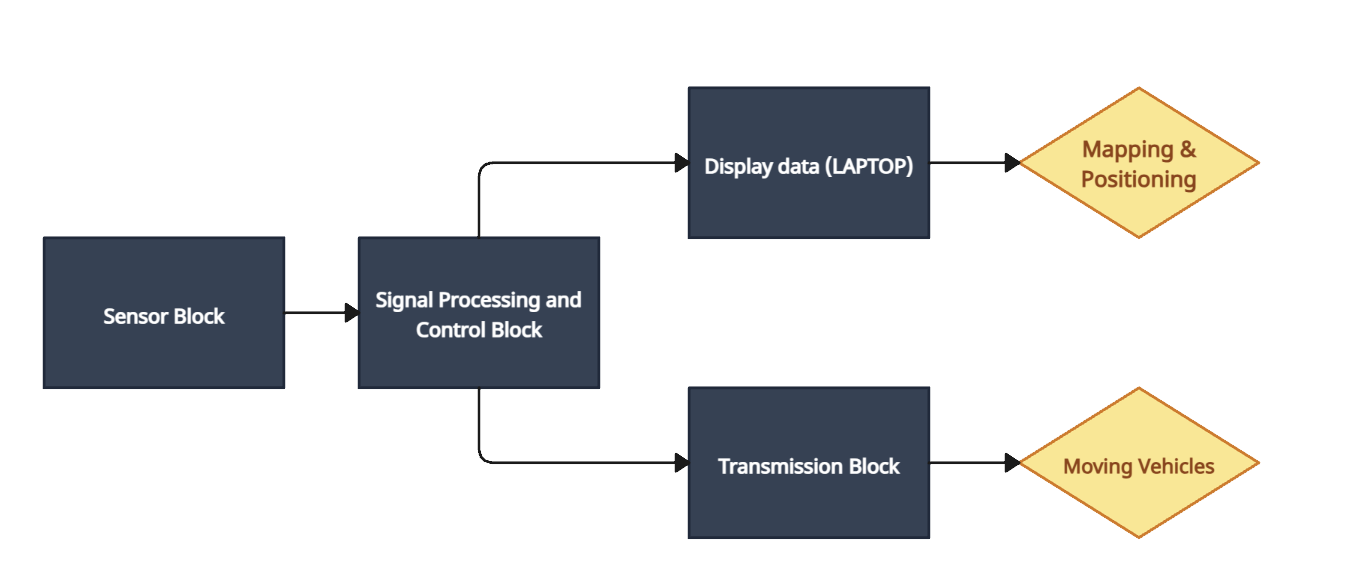 Display data (LAPTOP)
Mapping &
Positioning
Sensor Block
Signal Processing and
Control Block
Transmission Block
Moving Vehicles